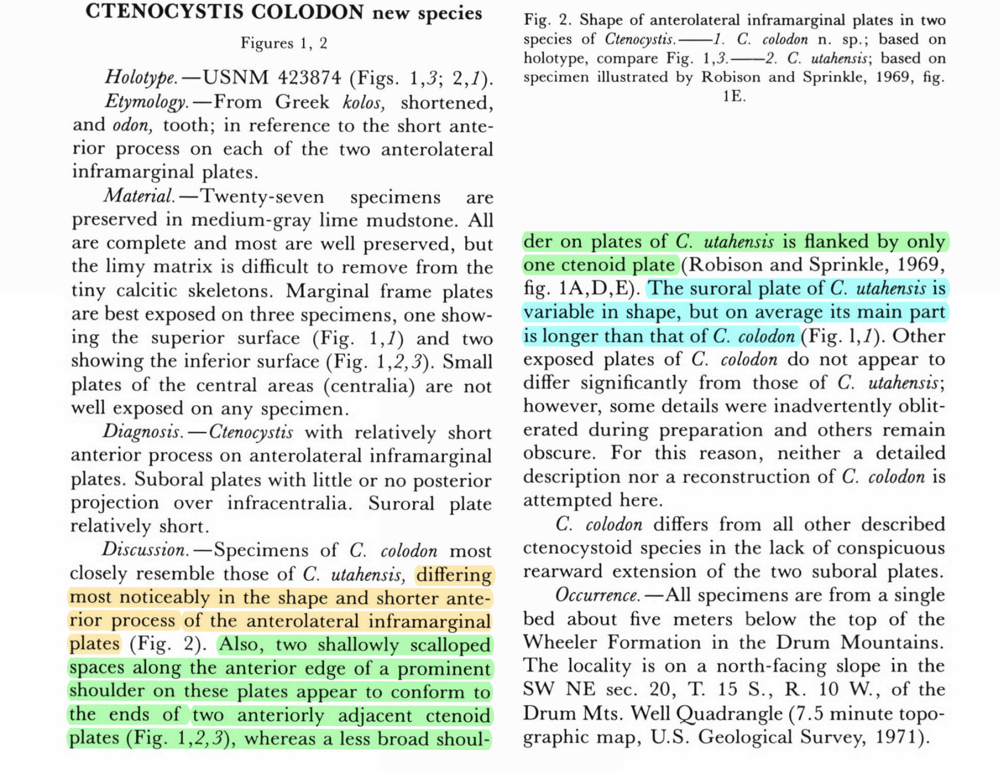 CTENOCYSTIS COLODON new species
Figures 1, 2
Holotype.—USNM 423874 (Figs. 1,3; 2,1).
Etymology.—From Greek kolos, shortened,
and odon, tooth; in reference to the short ante-
rior process on each of the two anterolateral
inframarginal plates.
Material.—Twenty-seven specimens are
preserved in medium-gray lime mudstone. All
are complete and most are well preserved, but
the limy matrix is difficult to remove from the
tiny calcitic skeletons. Marginal frame plates
are best exposed on three specimens, one show-
ing the superior surface (Fig. 1,1) and two
showing the inferior surface (Fig. 1,2,3). Small
plates of the central areas (centralia) are not
well exposed on any specimen.
Diagnosis.—Ctenocystis with relatively short
anterior process on anterolateral inframarginal
plates. Suboral plates with little or no posterior
projection over infracentralia. Suroral plate
relatively short.
Discussion.—Specimens of C. colodon most
closely resemble those of C. utahensis, differing
most noticeably in the shape and shorter ante-
rior process of the anterolateral inframarginal
plates (Fig. 2). Also, two shallowly scalloped
spaces along the anterior edge of a prominent
shoulder on these plates appear to conform to
the ends of two anteriorly adjacent ctenoid
plates (Fig. 1,2,3), whereas a less broad shoul-
Fig. 2. Shape of anterolateral inframarginal plates in two
species of Ctenocystis.——1. C. colodon n. sp.; based on
holotype, compare Fig. 1,3.——2. C. utahensis; based on
specimen illustrated by Robison and Sprinkle, 1969, fig.
1E.
der on plates of C. utahensis is flanked by only
one ctenoid plate (Robison and Sprinkle, 1969,
fig. 1A,D,E). The suroral plate of C. utahensis is
variable in shape, but on average its main part
is longer than that of C. colodon (Fig. 1,1). Other
exposed plates of C. colodon do not appear to
differ significantly from those of C. utahensis;
however, some details were inadvertently oblit-
erated during preparation and others remain
obscure. For this reason, neither a detailed
description nor a reconstruction of C. colodon is
attempted here.
C. colodon differs from all other described
ctenocystoid species in the lack of conspicuous
rearward extension of the two suboral plates.
Occurrence.—All specimens are from a single
bed about five meters below the top of the
Wheeler Formation in the Drum Mountains.
The locality is on a north-facing slope in the
SW NE sec. 20, T. 15 S., R. 10 W., of the
Drum Mts. Well Quadrangle (7.5 minute topo-
graphic map, U.S. Geological Survey, 1971).